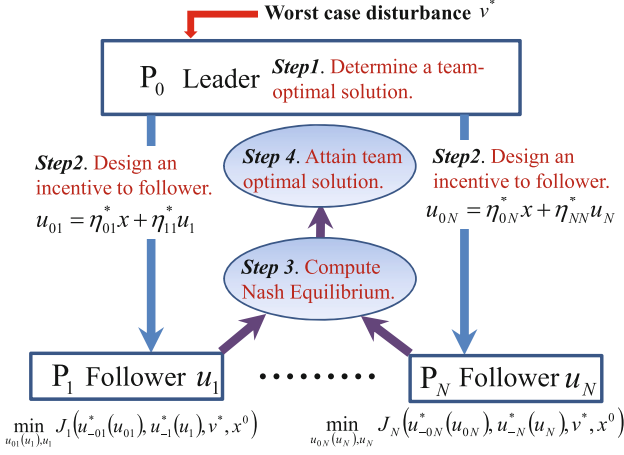 Worst case disturbance v*
P₀ Leader Step1. Determine a team-
optimal solution.
Step2. Design an
incentive to follower.
u₀₁ = η*₀₁x + η*₁₁u₁
Step 4. Attain team
optimal solution.
Step2. Design an
incentive to follower.
u₀N = η*₀N x + η*NN uN
Step 3. Compute
Nash Equilibrium.
P₁ Follower u₁
.........
PN Follower uN
min J₁(u*₋₀₁(u₀₁), u*₋₁(u₁), v*, x⁰)
u₀₁(u₁),u₁
min JN(u*₋₀N(u₀N), u*₋N(uN), v*, x⁰)
u₀N(uN),uN